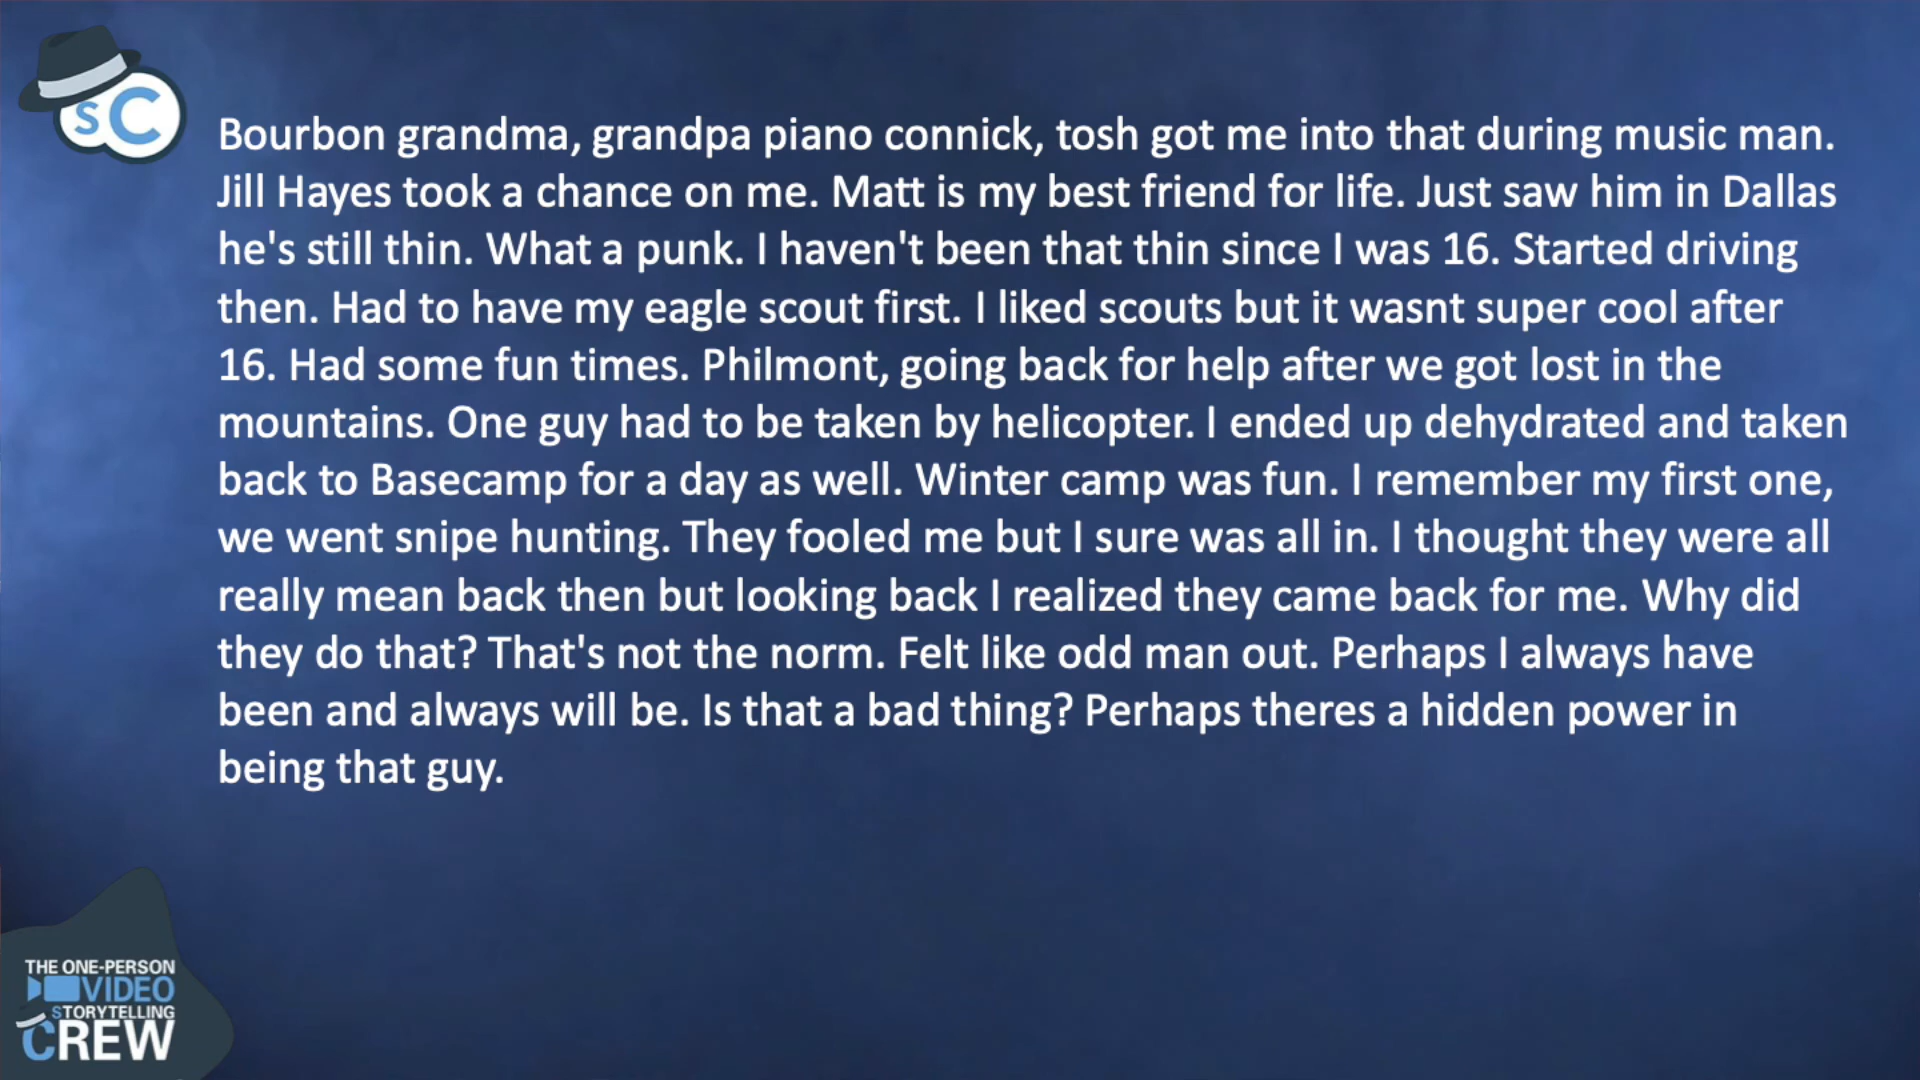 sC
Bourbon grandma, grandpa piano connick, tosh got me into that during music man.
Jill Hayes took a chance on me. Matt is my best friend for life. Just saw him in Dallas
he's still thin. What a punk. I haven't been that thin since I was 16. Started driving
then. Had to have my eagle scout first. I liked scouts but it wasnt super cool after
16. Had some fun times. Philmont, going back for help after we got lost in the
mountains. One guy had to be taken by helicopter. I ended up dehydrated and taken
back to Basecamp for a day as well. Winter camp was fun. I remember my first one,
we went snipe hunting. They fooled me but I sure was all in. I thought they were all
really mean back then but looking back I realized they came back for me. Why did
they do that? That's not the norm. Felt like odd man out. Perhaps I always have
been and always will be. Is that a bad thing? Perhaps theres a hidden power in
being that guy.
THE ONE-PERSON
VIDEO
STORYTELLING
CREW